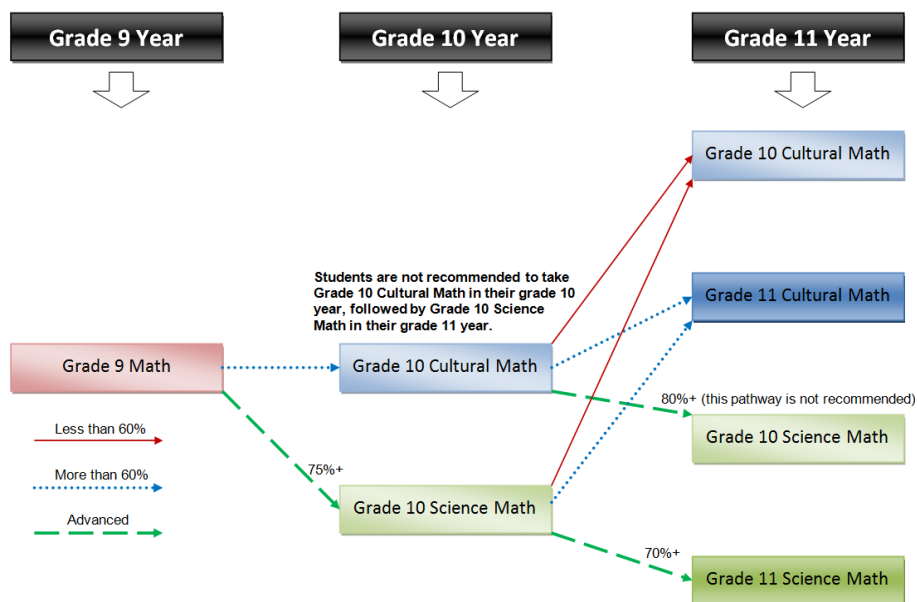 Grade 9 Year
Grade 10 Year
Grade 11 Year
Grade 10 Cultural Math
Students are not recommended to take
Grade 10 Cultural Math in their grade 10
year, followed by Grade 10 Science
Math in their grade 11 year.
Grade 11 Cultural Math
Grade 9 Math
Grade 10 Cultural Math
80%+ (this pathway is not recommended)
Grade 10 Science Math
Less than 60%
More than 60%
Advanced
75%+
Grade 10 Science Math
70%+
Grade 11 Science Math